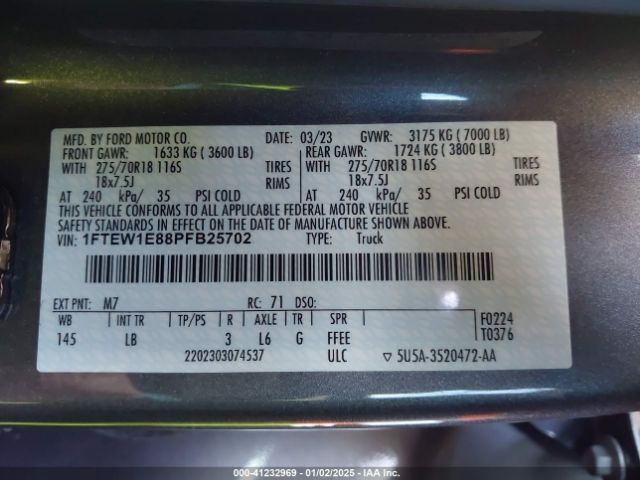 MFD. BY FORD MOTOR CO. DATE: 03/23 GVWR: 3175 KG ( 7000 LB)
FRONT GAWR: 1633 KG ( 3600 LB) REAR GAWR: 1724 KG ( 3800 LB)
WITH 275/70R18 116S TIRES WITH 275/70R18 116S TIRES
18x7.5J RIMS 18x7.5J RIMS
AT 240 kPa/ 35 PSI COLD AT 240 kPa/ 35 PSI COLD
THIS VEHICLE CONFORMS TO ALL APPLICABLE FEDERAL MOTOR VEHICLE
SAFETY STANDARDS IN EFFECT ON THE DATE OF MANUFACTURE SHOWN ABOVE.
VIN: 1FTEW1E88PFB25702 TYPE: Truck
EXT PNT: M7 RC: 71 DSO:
WB INT TR TP/PS R AXLE TR SPR F0224
145 LB 3 L6 G FFEE T0376
2202303074537 ULC ▽ 5U5A-3520472-AA
000-41232969 - 01/02/2025 - IAAI.COM